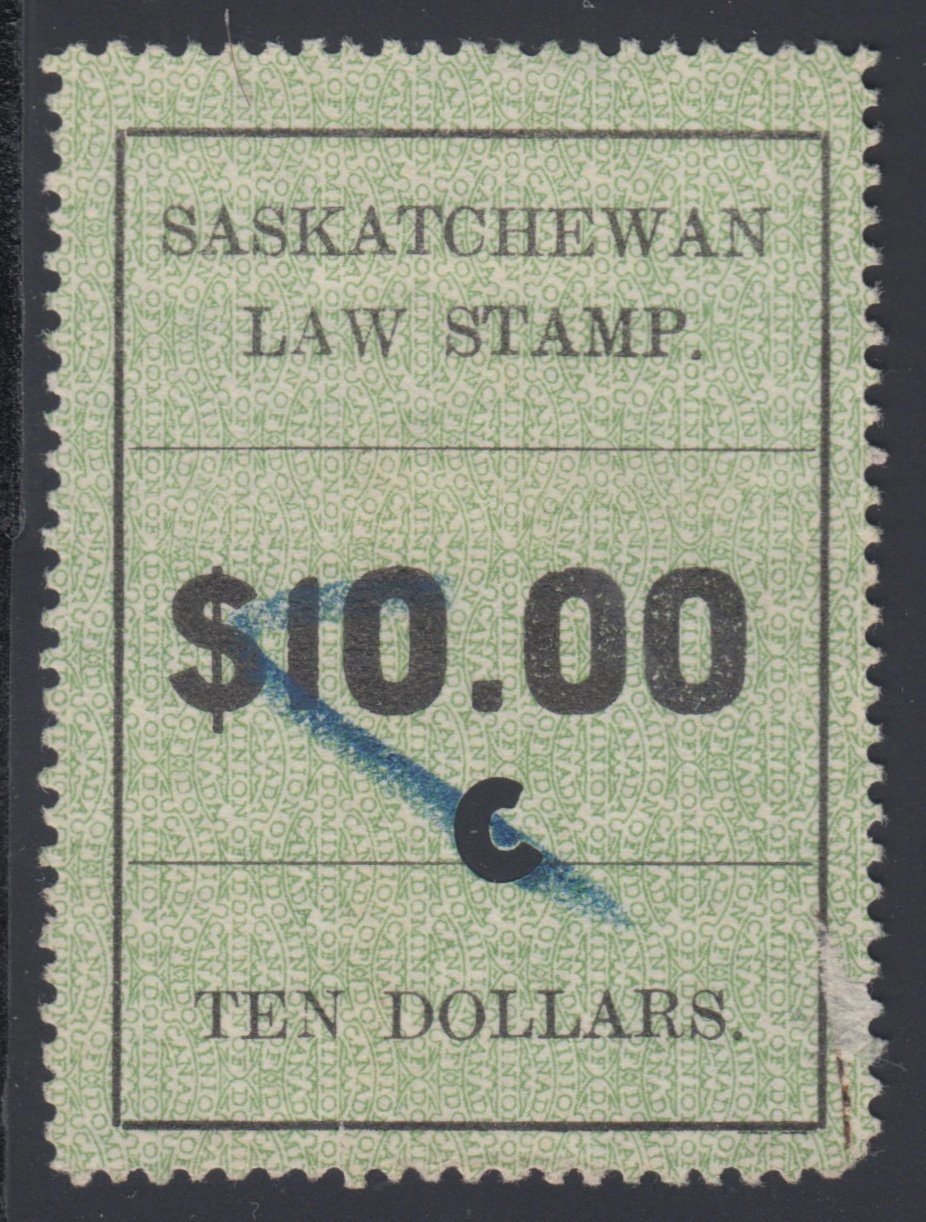 SASKATCHEWAN
LAW STAMP.
$10.00
C
TEN DOLLARS.